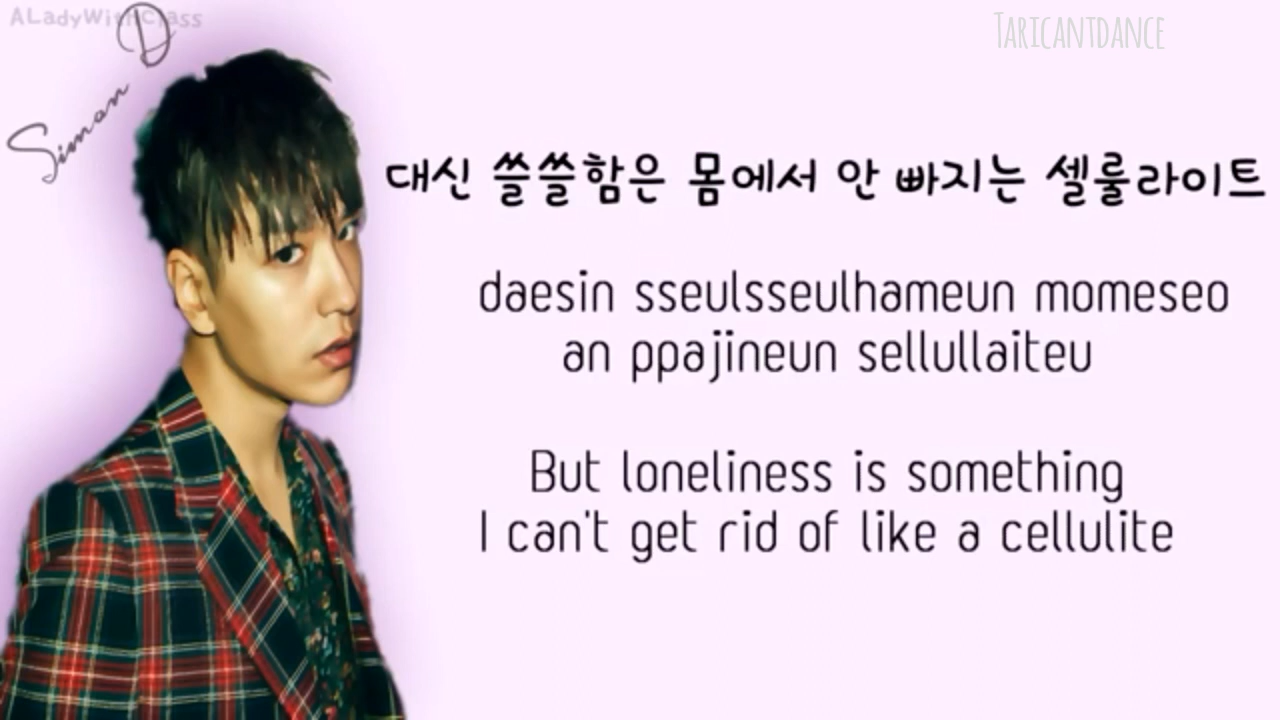 ALadyWithClass
Taricantdance
Simon D
대신 쓸쓸함은 몸에서 안 빠지는 셀룰라이트
daesin sseulsseulhameun momeseo
an ppajineun sellullaiteu
But loneliness is something
I can't get rid of like a cellulite